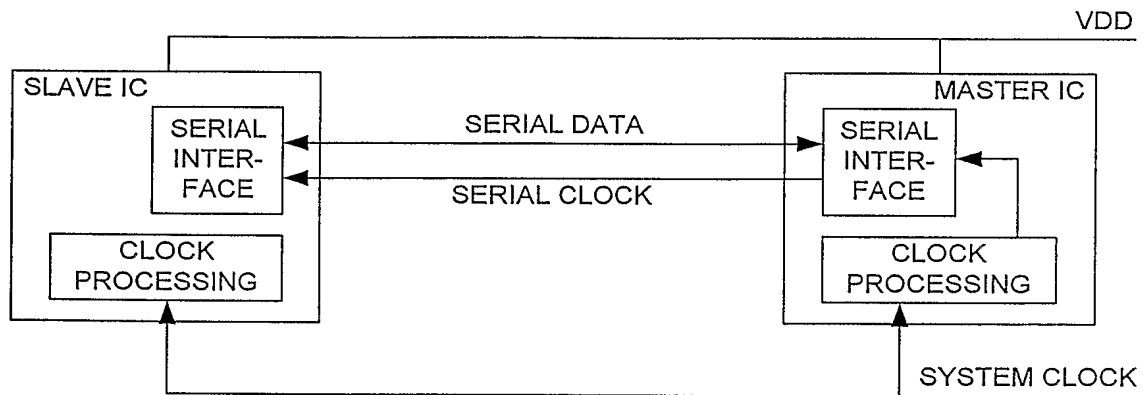 VDD
SLAVE IC
MASTER IC
SERIAL
INTER-
FACE
SERIAL DATA
SERIAL CLOCK
SERIAL
INTER-
FACE
CLOCK
PROCESSING
CLOCK
PROCESSING
SYSTEM CLOCK